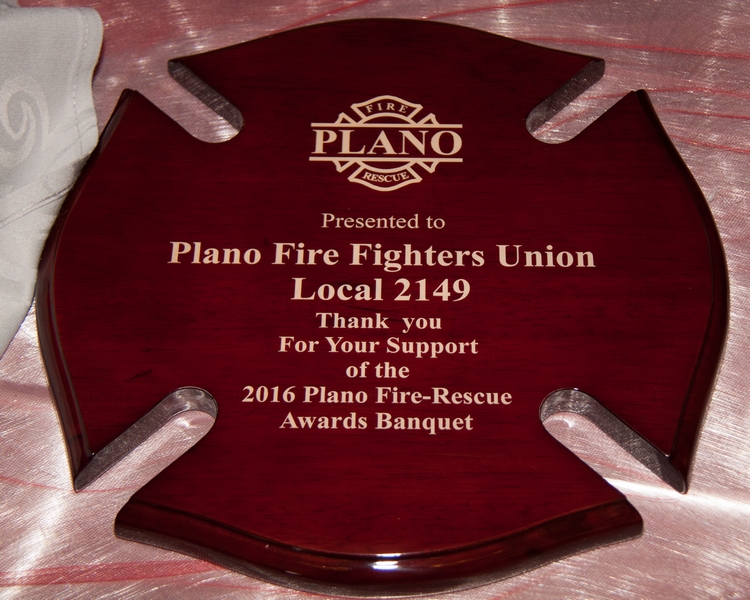 FIRE
PLANO
RESCUE
Presented to
Plano Fire Fighters Union
Local 2149
Thank you
For Your Support
of the
2016 Plano Fire-Rescue
Awards Banquet